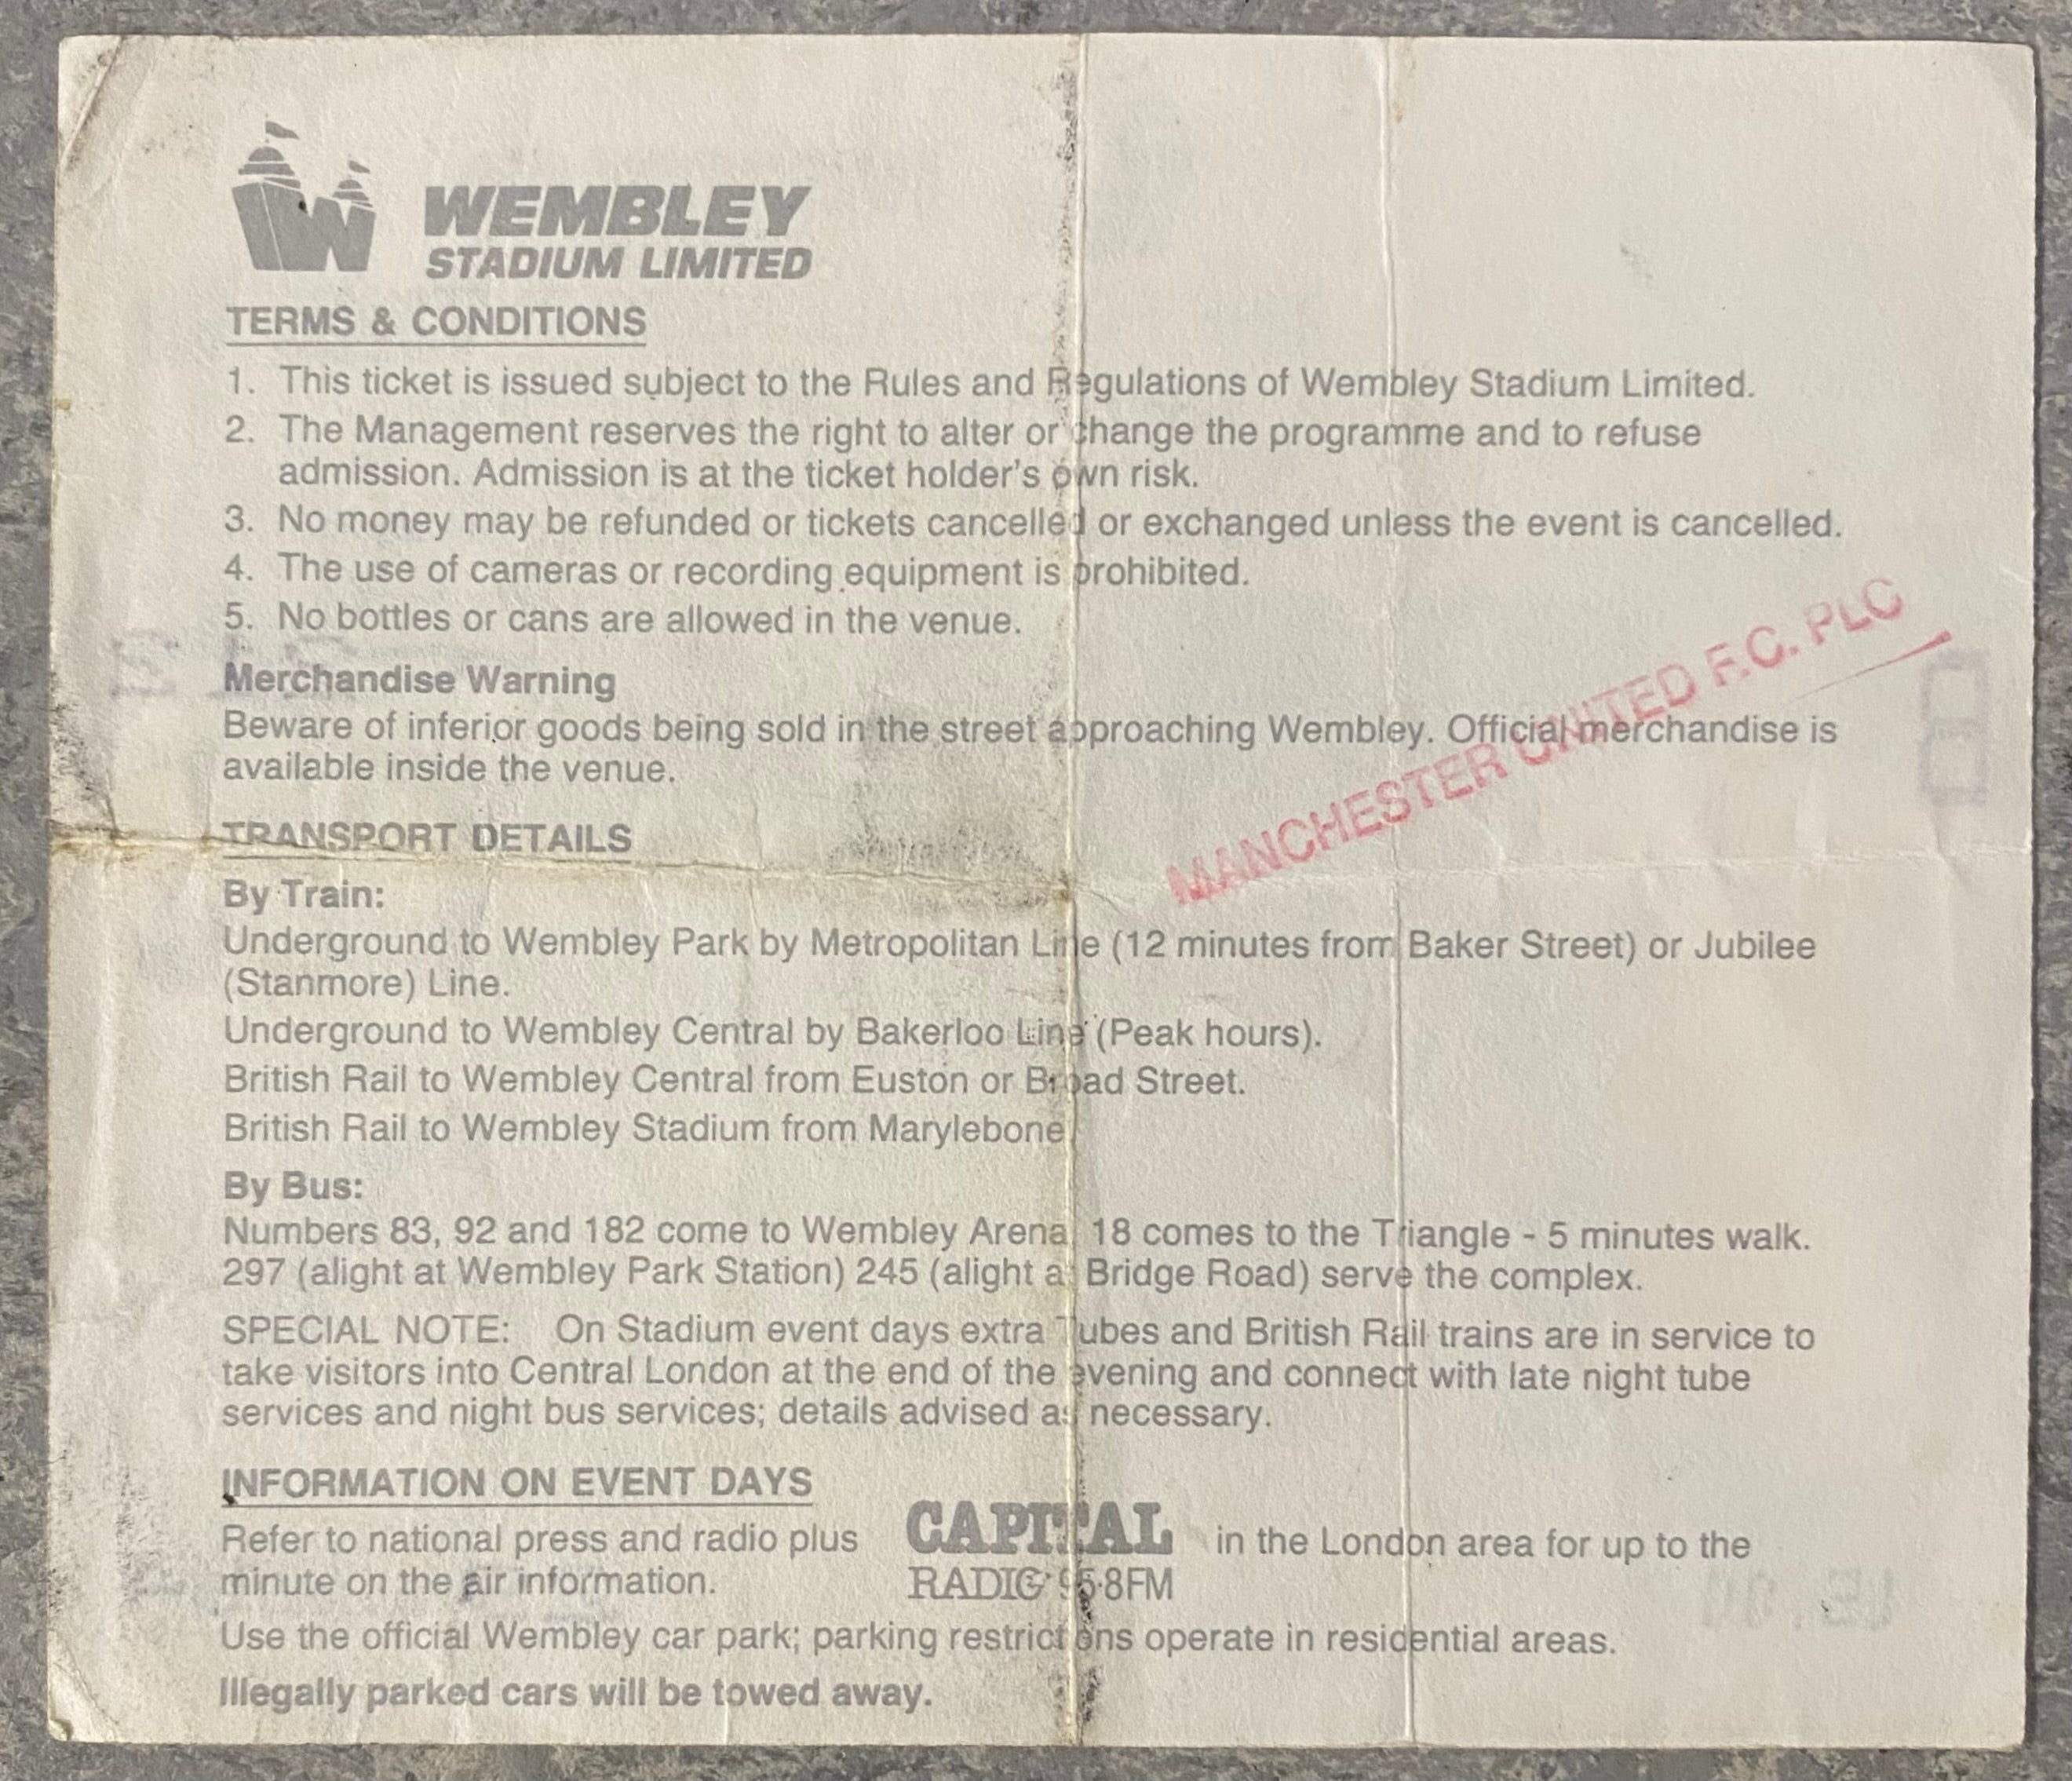 WEMBLEY
STADIUM LIMITED
TERMS & CONDITIONS
1. This ticket is issued subject to the Rules and Regulations of Wembley Stadium Limited.
2. The Management reserves the right to alter or change the programme and to refuse
admission. Admission is at the ticket holder's own risk.
3. No money may be refunded or tickets cancelled or exchanged unless the event is cancelled.
4. The use of cameras or recording equipment is prohibited.
5. No bottles or cans are allowed in the venue.
MANCHESTER UNITED F.C. PLC
Merchandise Warning
Beware of inferior goods being sold in the street approaching Wembley. Official merchandise is
available inside the venue.
TRANSPORT DETAILS
By Train:
Underground to Wembley Park by Metropolitan Line (12 minutes from Baker Street) or Jubilee
(Stanmore) Line.
Underground to Wembley Central by Bakerloo Line (Peak hours).
British Rail to Wembley Central from Euston or Broad Street.
British Rail to Wembley Stadium from Marylebone
By Bus:
Numbers 83, 92 and 182 come to Wembley Arena 18 comes to the Triangle - 5 minutes walk.
297 (alight at Wembley Park Station) 245 (alight at Bridge Road) serve the complex.
SPECIAL NOTE: On Stadium event days extra Tubes and British Rail trains are in service to
take visitors into Central London at the end of the evening and connect with late night tube
services and night bus services; details advised as necessary.
INFORMATION ON EVENT DAYS
Refer to national press and radio plus CAPITAL RADIO 95·8FM in the London area for up to the
minute on the air information.
Use the official Wembley car park; parking restrictions operate in residential areas.
Illegally parked cars will be towed away.